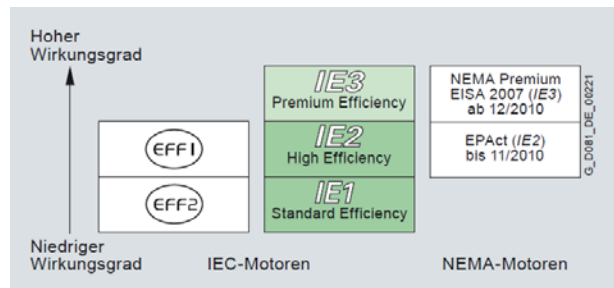 Hoher
Wirkungsgrad
IE3
Premium Efficiency
NEMA Premium
EISA 2007 (IE3)
ab 12/2010
EFF1
IE2
High Efficiency
EPAct (IE2)
bis 11/2010
EFF2
IE1
Standard Efficiency
Niedriger
Wirkungsgrad
IEC-Motoren
NEMA-Motoren
G_D081_DE_00221